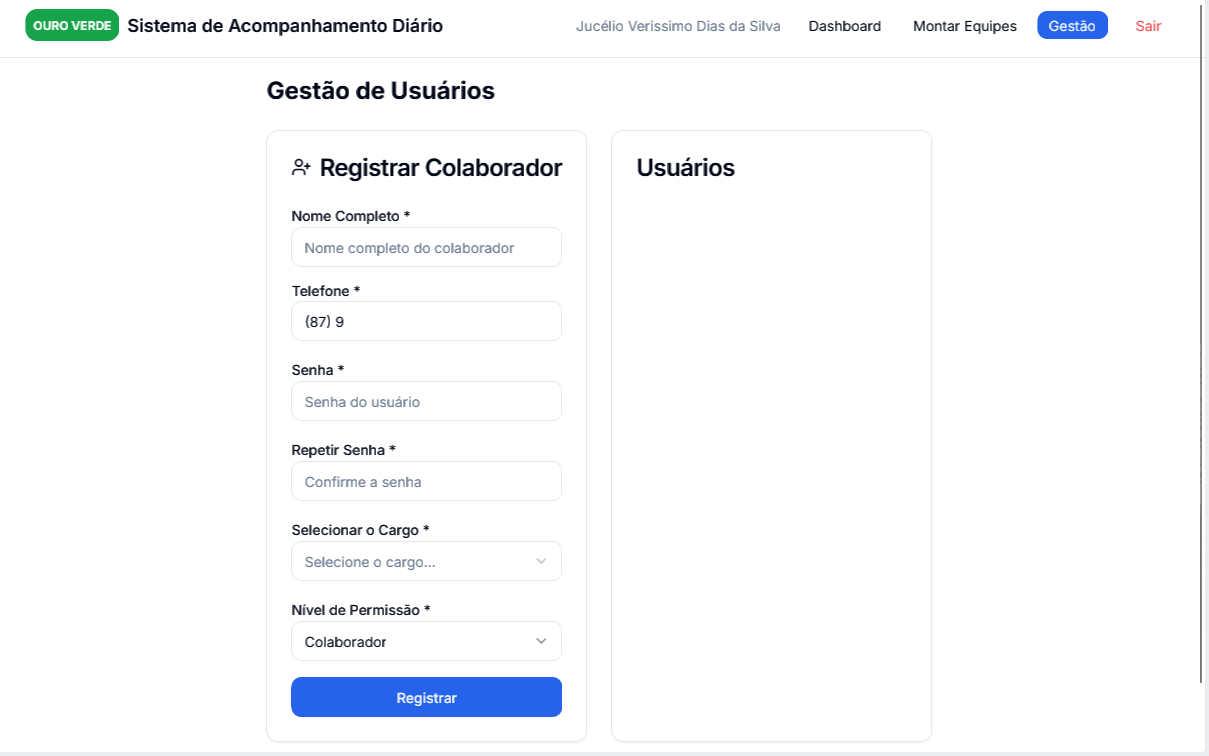 OURO VERDE Sistema de Acompanhamento Diário Jucélio Verissimo Dias da Silva Dashboard Montar Equipes Gestão Sair
Gestão de Usuários
Registrar Colaborador
Nome Completo *
Nome completo do colaborador
Telefone *
(87) 9
Senha *
Senha do usuário
Repetir Senha *
Confirme a senha
Selecionar o Cargo *
Selecione o cargo...
Nível de Permissão *
Colaborador
Registrar
Usuários